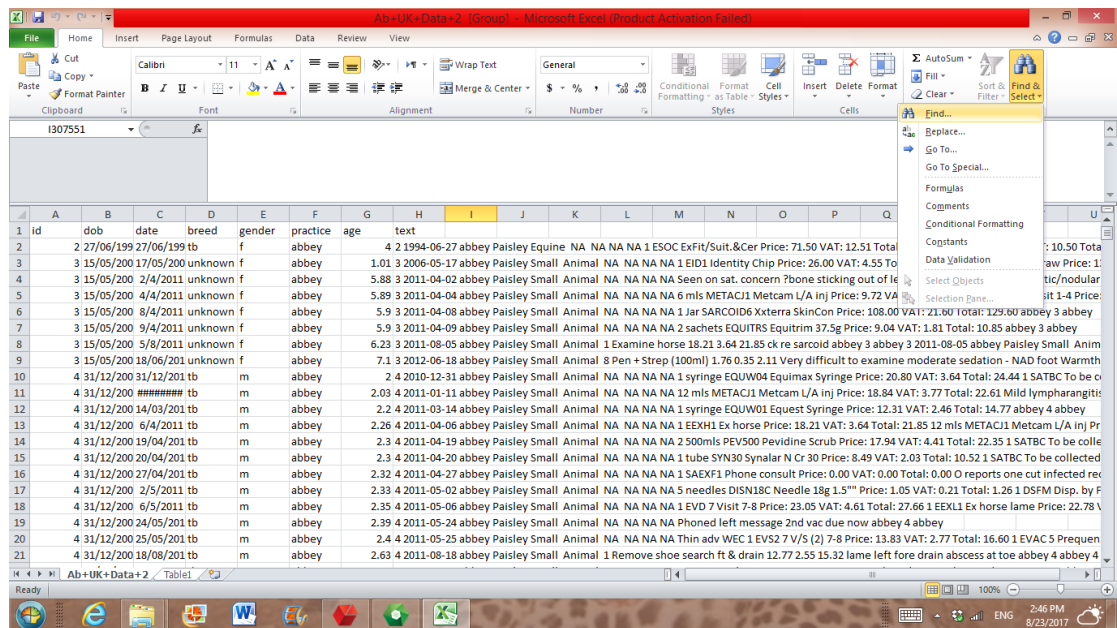 Ab+UK+Data+2 [Group] - Microsoft Excel (Product Activation Failed)
File Home Insert Page Layout Formulas Data Review View
Cut
Copy
Format Painter
Paste
Clipboard
Calibri 11
Font
Wrap Text
Merge & Center
Alignment
General
Number
Conditional Formatting
Format as Table
Cell Styles
Styles
Insert Delete Format
Cells
AutoSum
Fill
Clear
Sort & Filter
Find & Select
Find...
Replace...
Go To...
Go To Special...
Formulas
Comments
Conditional Formatting
Constants
Data Validation
Select Objects
Selection Pane...
I307551
fx
A B C D E F G H I J K L M N O P Q U
1 id dob date breed gender practice age text
2 2 27/06/199 27/06/199 tb f abbey 4 2 1994-06-27 abbey Paisley Equine NA NA NA NA 1 ESOC ExFit/Suit.&Cer Price: 71.50 VAT: 12.51 Total : 10.50 Tota
3 3 15/05/200 17/05/200 unknown f abbey 1.01 3 2006-05-17 abbey Paisley Small Animal NA NA NA NA 1 EID1 Identity Chip Price: 26.00 VAT: 4.55 To raw Price: 1
4 3 15/05/200 2/4/2011 unknown f abbey 5.88 3 2011-04-02 abbey Paisley Small Animal NA NA NA NA Seen on sat. concern ?bone sticking out of le tic/nodular
5 3 15/05/200 4/4/2011 unknown f abbey 5.89 3 2011-04-04 abbey Paisley Small Animal NA NA NA NA 6 mls METACJ1 Metcam L/A inj Price: 9.72 VA sit 1-4 Price:
6 3 15/05/200 8/4/2011 unknown f abbey 5.9 3 2011-04-08 abbey Paisley Small Animal NA NA NA NA 1 Jar SARCOID6 Xxterra SkinCon Price: 108.00 VAT: 21.60 Total: 129.60 abbey 3 abbey
7 3 15/05/200 9/4/2011 unknown f abbey 5.9 3 2011-04-09 abbey Paisley Small Animal NA NA NA NA 2 sachets EQUITRS Equitrim 37.5g Price: 9.04 VAT: 1.81 Total: 10.85 abbey 3 abbey
8 3 15/05/200 5/8/2011 unknown f abbey 6.23 3 2011-08-05 abbey Paisley Small Animal 1 Examine horse 18.21 3.64 21.85 ck re sarcoid abbey 3 abbey 3 2011-08-05 abbey Paisley Small Anim
9 3 15/05/200 18/06/201 unknown f abbey 7.1 3 2012-06-18 abbey Paisley Small Animal 8 Pen + Strep (100ml) 1.76 0.35 2.11 Very difficult to examine moderate sedation - NAD foot Warmth
10 4 31/12/200 31/12/201 tb m abbey 2 4 2010-12-31 abbey Paisley Small Animal NA NA NA NA 1 syringe EQUW04 Equimax Syringe Price: 20.80 VAT: 3.64 Total: 24.44 1 SATBC To be c
11 4 31/12/200 ######## tb m abbey 2.03 4 2011-01-11 abbey Paisley Small Animal NA NA NA NA 12 mls METACJ1 Metcam L/A inj Price: 18.84 VAT: 3.77 Total: 22.61 Mild lympharangitis
12 4 31/12/200 14/03/201 tb m abbey 2.2 4 2011-03-14 abbey Paisley Small Animal NA NA NA NA 1 syringe EQUW01 Equest Syringe Price: 12.31 VAT: 2.46 Total: 14.77 abbey 4 abbey
13 4 31/12/200 6/4/2011 tb m abbey 2.26 4 2011-04-06 abbey Paisley Small Animal NA NA NA NA 1 EEXH1 Ex horse Price: 18.21 VAT: 3.64 Total: 21.85 12 mls METACJ1 Metcam L/A inj Pr
14 4 31/12/200 19/04/201 tb m abbey 2.3 4 2011-04-19 abbey Paisley Small Animal NA NA NA NA 2 500mls PEV500 Pevidine Scrub Price: 17.94 VAT: 4.41 Total: 22.35 1 SATBC To be colle
15 4 31/12/200 20/04/201 tb m abbey 2.3 4 2011-04-20 abbey Paisley Small Animal NA NA NA NA 1 tube SYN30 Synalar N Cr 30 Price: 8.49 VAT: 2.03 Total: 10.52 1 SATBC To be collected
16 4 31/12/200 27/04/201 tb m abbey 2.32 4 2011-04-27 abbey Paisley Small Animal NA NA NA NA 1 SAEXF1 Phone consult Price: 0.00 VAT: 0.00 Total: 0.00 O reports one cut infected rec
17 4 31/12/200 2/5/2011 tb m abbey 2.33 4 2011-05-02 abbey Paisley Small Animal NA NA NA NA 5 needles DISN18C Needle 18g 1.5"" Price: 1.05 VAT: 0.21 Total: 1.26 1 DSFM Disp. by F
18 4 31/12/200 6/5/2011 tb m abbey 2.35 4 2011-05-06 abbey Paisley Small Animal NA NA NA NA 1 EVD 7 Visit 7-8 Price: 23.05 VAT: 4.61 Total: 27.66 1 EEXL1 Ex horse lame Price: 22.78 V
19 4 31/12/200 24/05/201 tb m abbey 2.39 4 2011-05-24 abbey Paisley Small Animal NA NA NA NA Phoned left message 2nd vac due now abbey 4 abbey
20 4 31/12/200 25/05/201 tb m abbey 2.4 4 2011-05-25 abbey Paisley Small Animal NA NA NA NA Thin adv WEC 1 EVS2 7 V/S (2) 7-8 Price: 13.83 VAT: 2.77 Total: 16.60 1 EVAC 5 Prequen
21 4 31/12/200 18/08/201 tb m abbey 2.63 4 2011-08-18 abbey Paisley Small Animal 1 Remove shoe search ft & drain 12.77 2.55 15.32 lame left fore drain abscess at toe abbey 4 abbey 4
Ab+UK+Data+2 Table1
Ready 100%
ENG 2:46 PM
8/23/2017